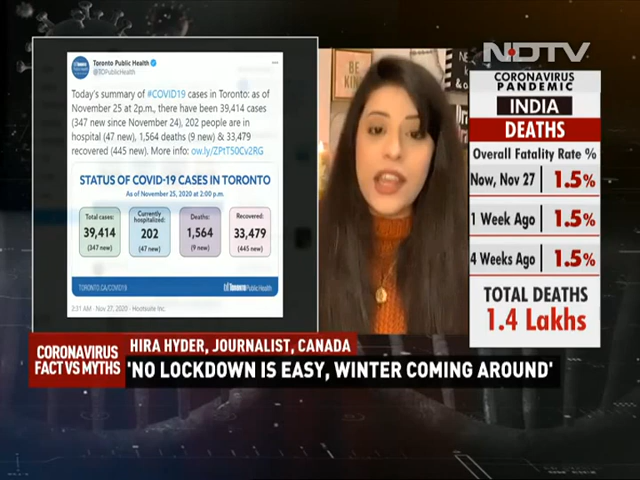 Toronto Public Health
@TOPublicHealth
Today's summary of #COVID19 cases in Toronto: as of
November 25 at 2p.m., there have been 39,414 cases
(347 new since November 24), 202 people are in
hospital (47 new), 1,564 deaths (9 new) & 33,479
recovered (445 new). More info: ow.ly/ZPtT50Cv2RG
STATUS OF COVID-19 CASES IN TORONTO
As of November 25, 2020 at 2:00 p.m.
Total cases:
39,414
(347 new)
Currently
hospitalized:
202
(47 new)
Deaths:
1,564
(9 new)
Recovered:
33,479
(445 new)
TORONTO.CA/COVID19
Toronto Public Health
2:31 AM · Nov 27, 2020 · Hootsuite Inc.
BE
KIN
NDTV
CORONAVIRUS
PANDEMIC
INDIA
DEATHS
Overall Fatality Rate %
Now, Nov 27 1.5%
1 Week Ago 1.5%
4 Weeks Ago 1.5%
TOTAL DEATHS
1.4 Lakhs
CORONAVIRUS
FACT VS MYTHS
HIRA HYDER, JOURNALIST, CANADA
'NO LOCKDOWN IS EASY, WINTER COMING AROUND'